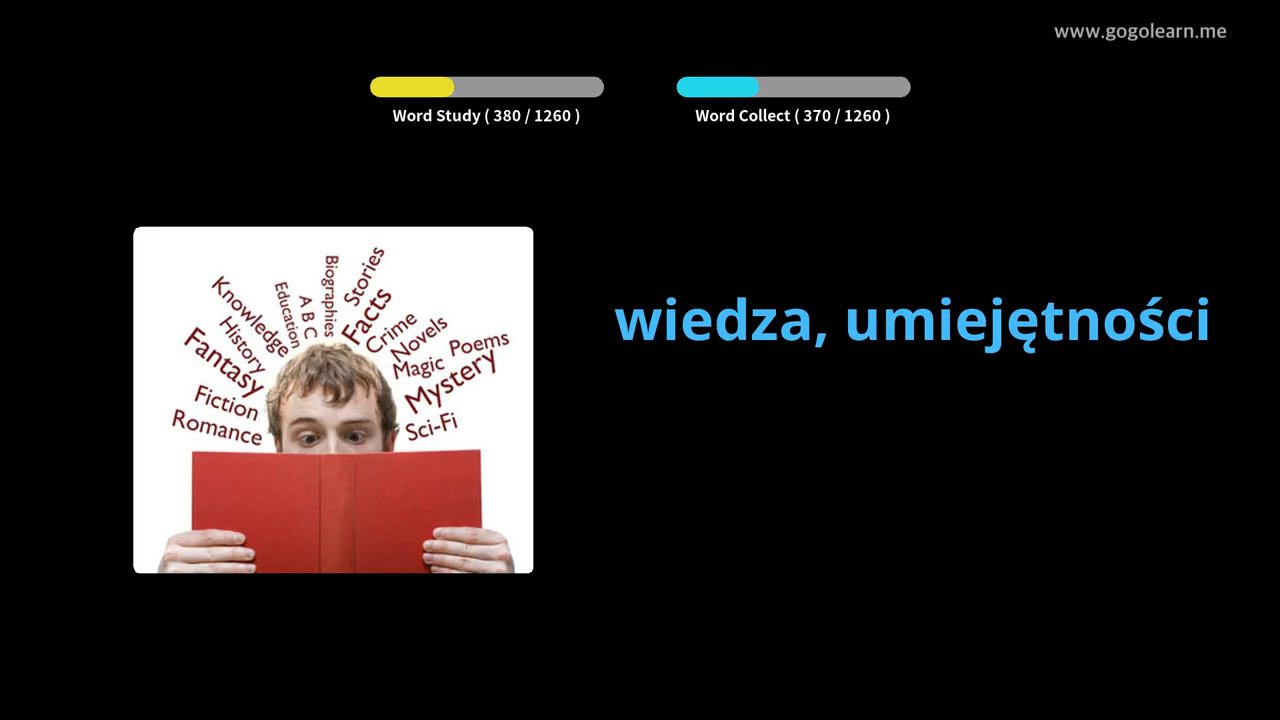 www.gogolearn.me
Word Study ( 380 / 1260 )
Word Collect ( 370 / 1260 )
wiedza, umiejętności
Romance
Fiction
Fantasy
History
Knowledge
Education
A B C
Biographies
Stories
Facts
Crime
Novels
Magic
Poems
Mystery
Sci-Fi